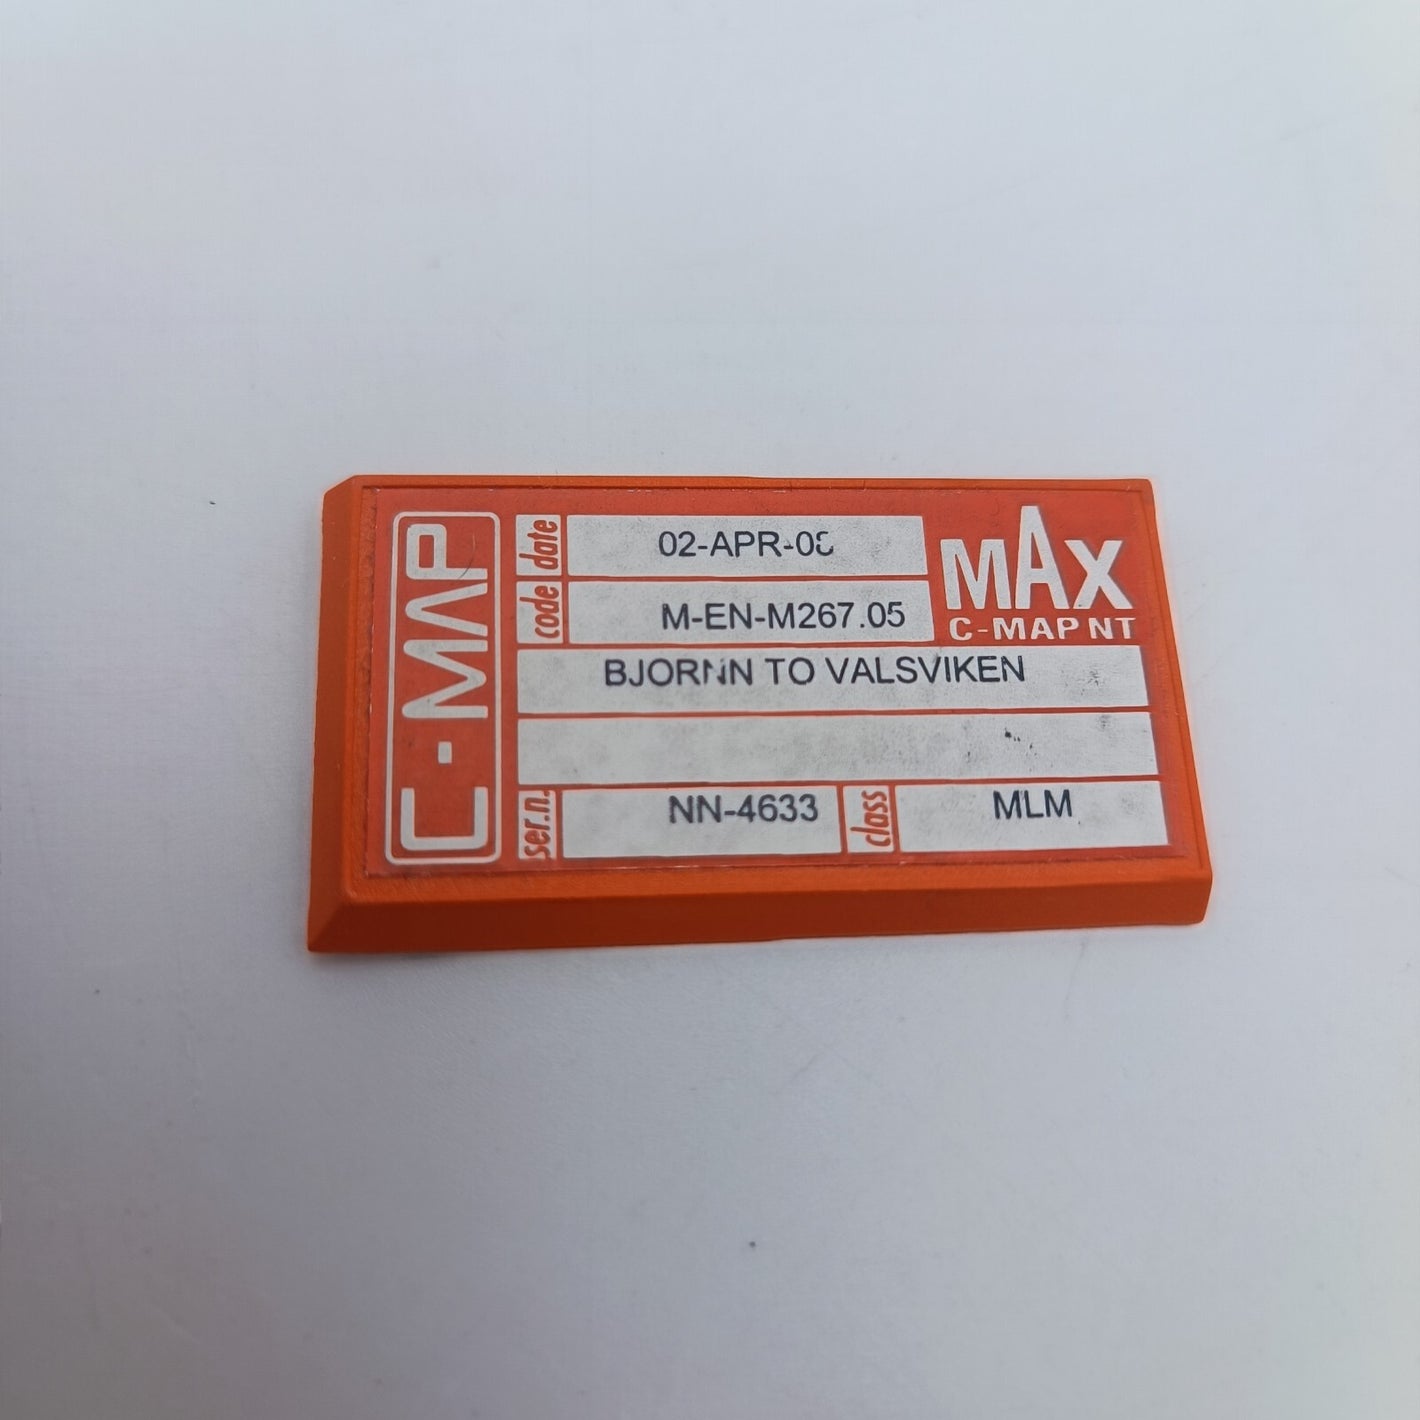 C-MAP
date 02-APR-08
MAX
code M-EN-M267.05
C-MAP NT
BJORNN TO VALSVIKEN
ser.n. NN-4633 class MLM